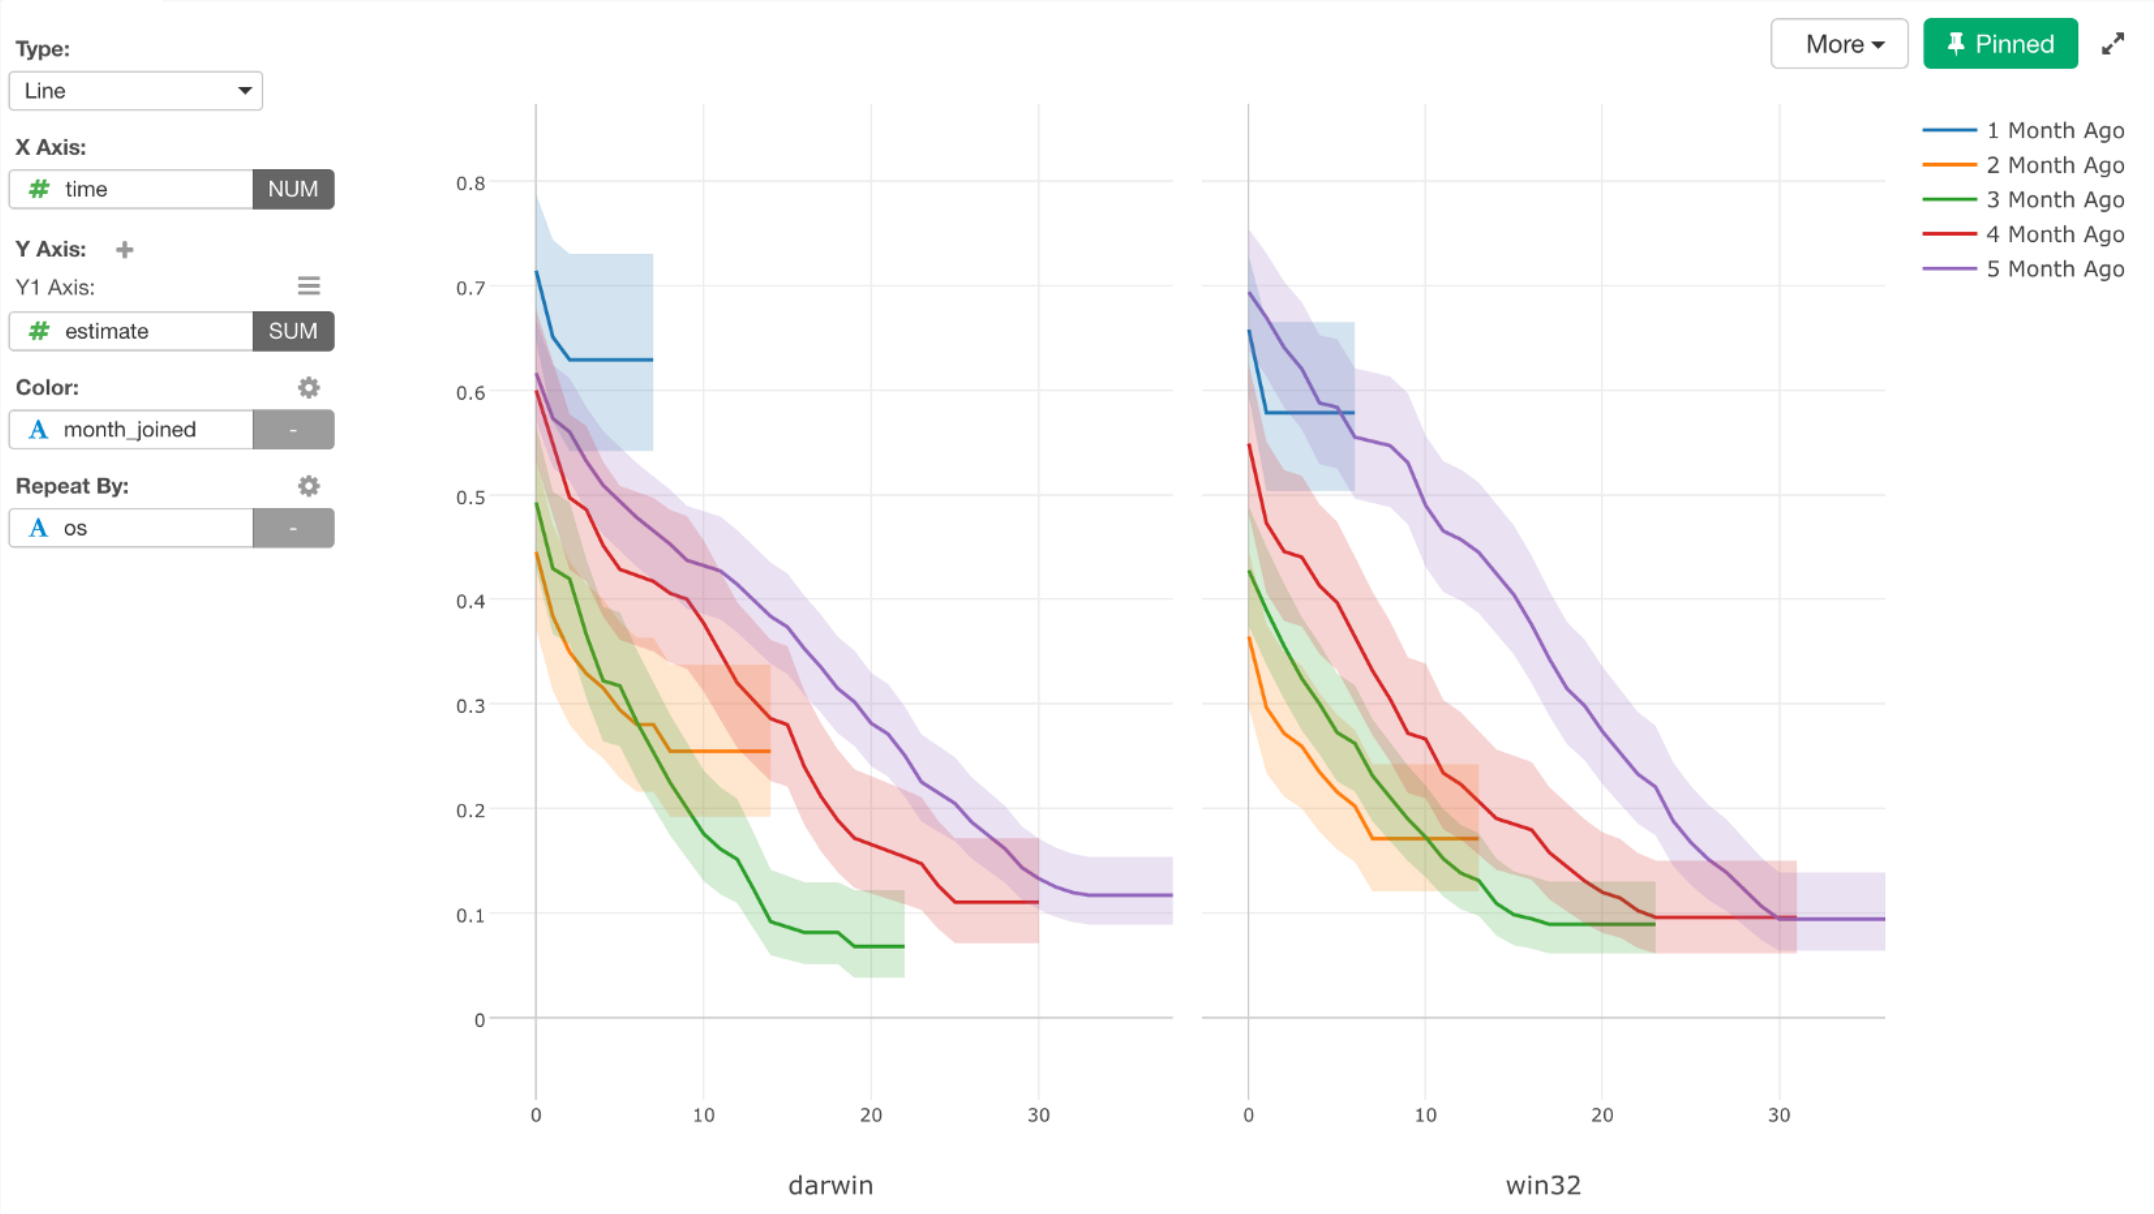 Type:
Line
X Axis:
# time NUM
Y Axis: +
Y1 Axis:
# estimate SUM
Color:
A month_joined -
Repeat By:
A os -
More
Pinned
1 Month Ago
2 Month Ago
3 Month Ago
4 Month Ago
5 Month Ago
0.8
0.7
0.6
0.5
0.4
0.3
0.2
0.1
0
0 10 20 30
0 10 20 30
darwin win32